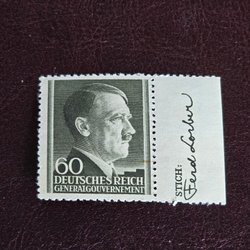 60
DEUTSCHES REICH
GENERALGOUVERNEMENT
STICH:
Ferd Lorber